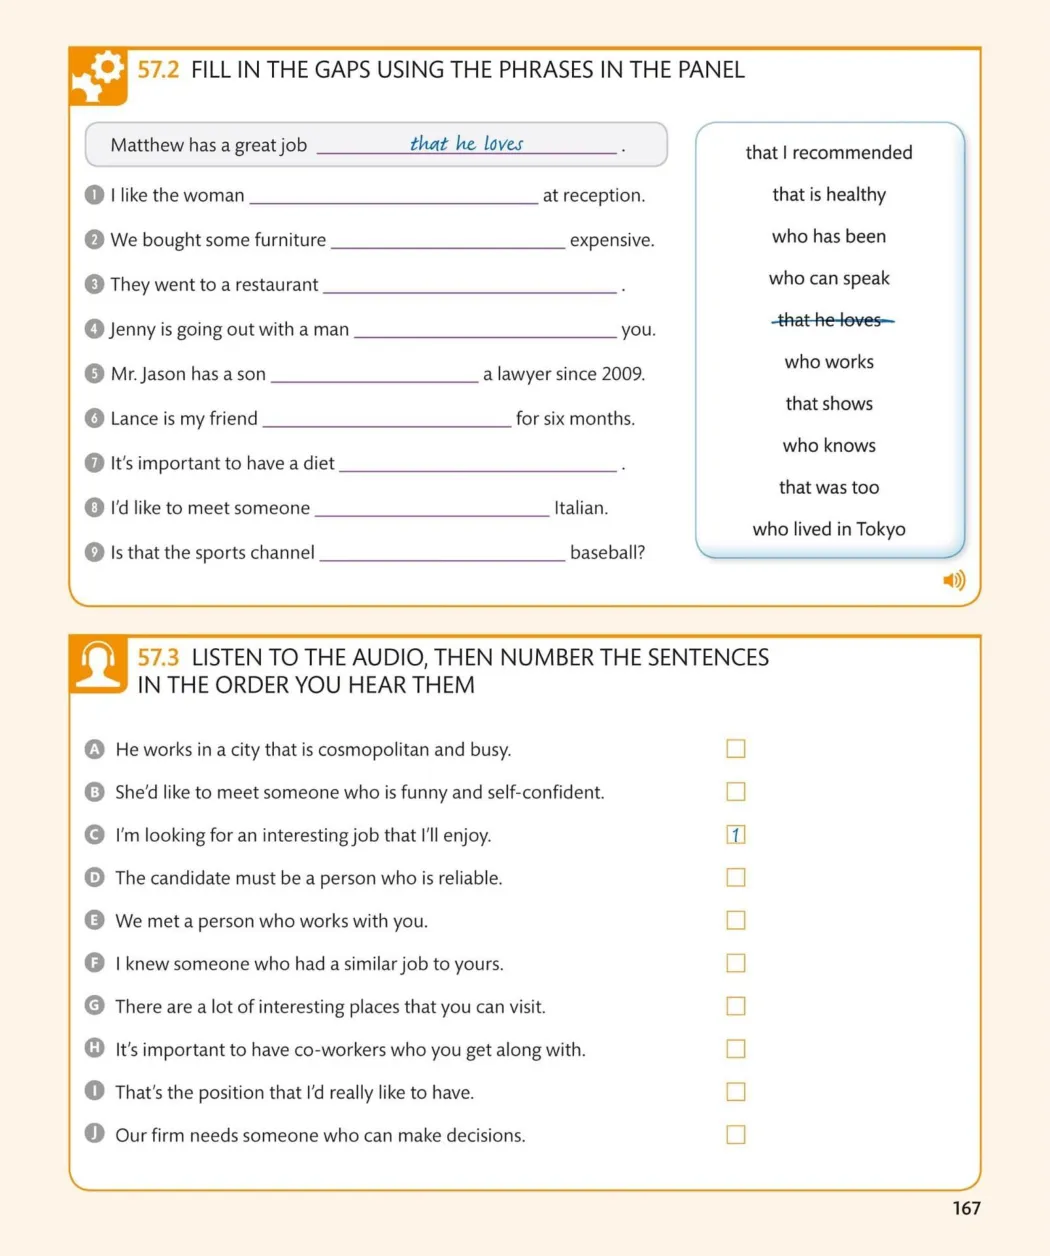 57.2 FILL IN THE GAPS USING THE PHRASES IN THE PANEL
Matthew has a great job that he loves .
1 I like the woman ______ at reception.
2 We bought some furniture ______ expensive.
3 They went to a restaurant ______ .
4 Jenny is going out with a man ______ you.
5 Mr. Jason has a son ______ a lawyer since 2009.
6 Lance is my friend ______ for six months.
7 It's important to have a diet ______ .
8 I'd like to meet someone ______ Italian.
9 Is that the sports channel ______ baseball?
that I recommended
that is healthy
who has been
who can speak
that he loves
who works
that shows
who knows
that was too
who lived in Tokyo
57.3 LISTEN TO THE AUDIO, THEN NUMBER THE SENTENCES
IN THE ORDER YOU HEAR THEM
A He works in a city that is cosmopolitan and busy.
B She'd like to meet someone who is funny and self-confident.
C I'm looking for an interesting job that I'll enjoy. 1
D The candidate must be a person who is reliable.
E We met a person who works with you.
F I knew someone who had a similar job to yours.
G There are a lot of interesting places that you can visit.
H It's important to have co-workers who you get along with.
I That's the position that I'd really like to have.
J Our firm needs someone who can make decisions.
167